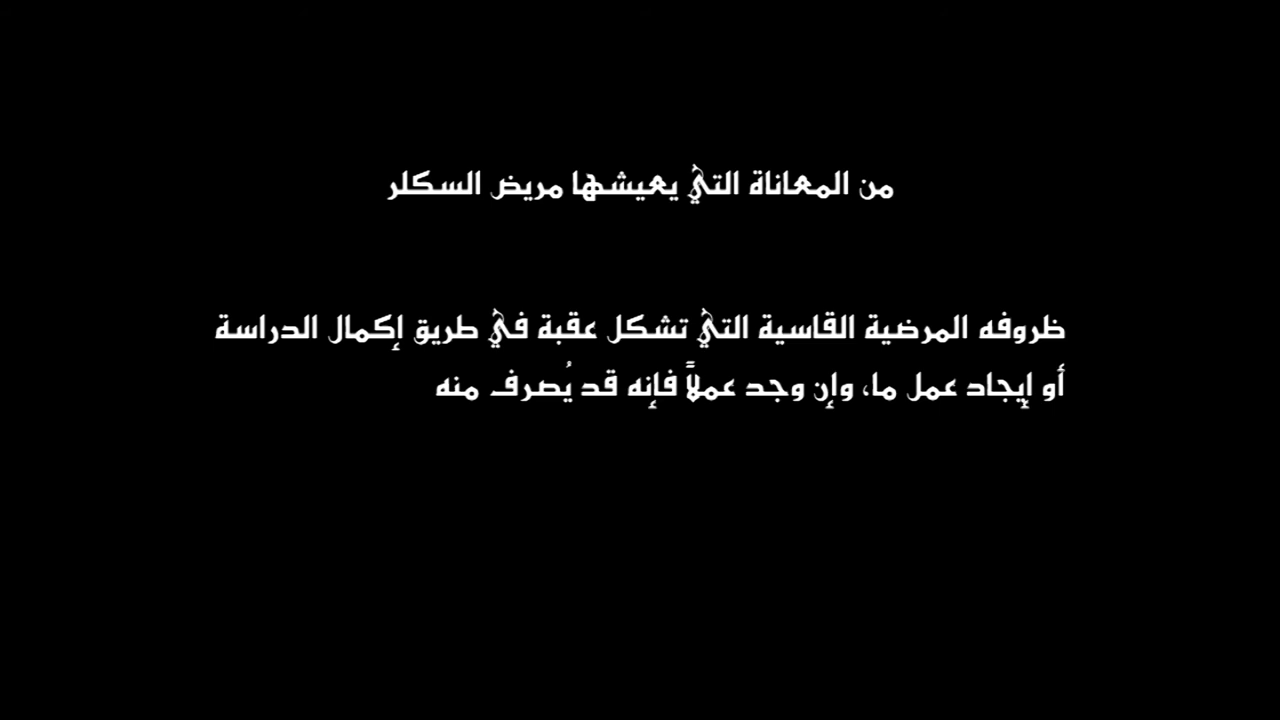 من المعاناة التي يعيشها مريض السكلر
ظروفه المرضية القاسية التي تشكل عقبة في طريق إكمال الدراسة
أو إيجاد عمل ما، وإن وجد عملاً فإنه قد يُصرف منه